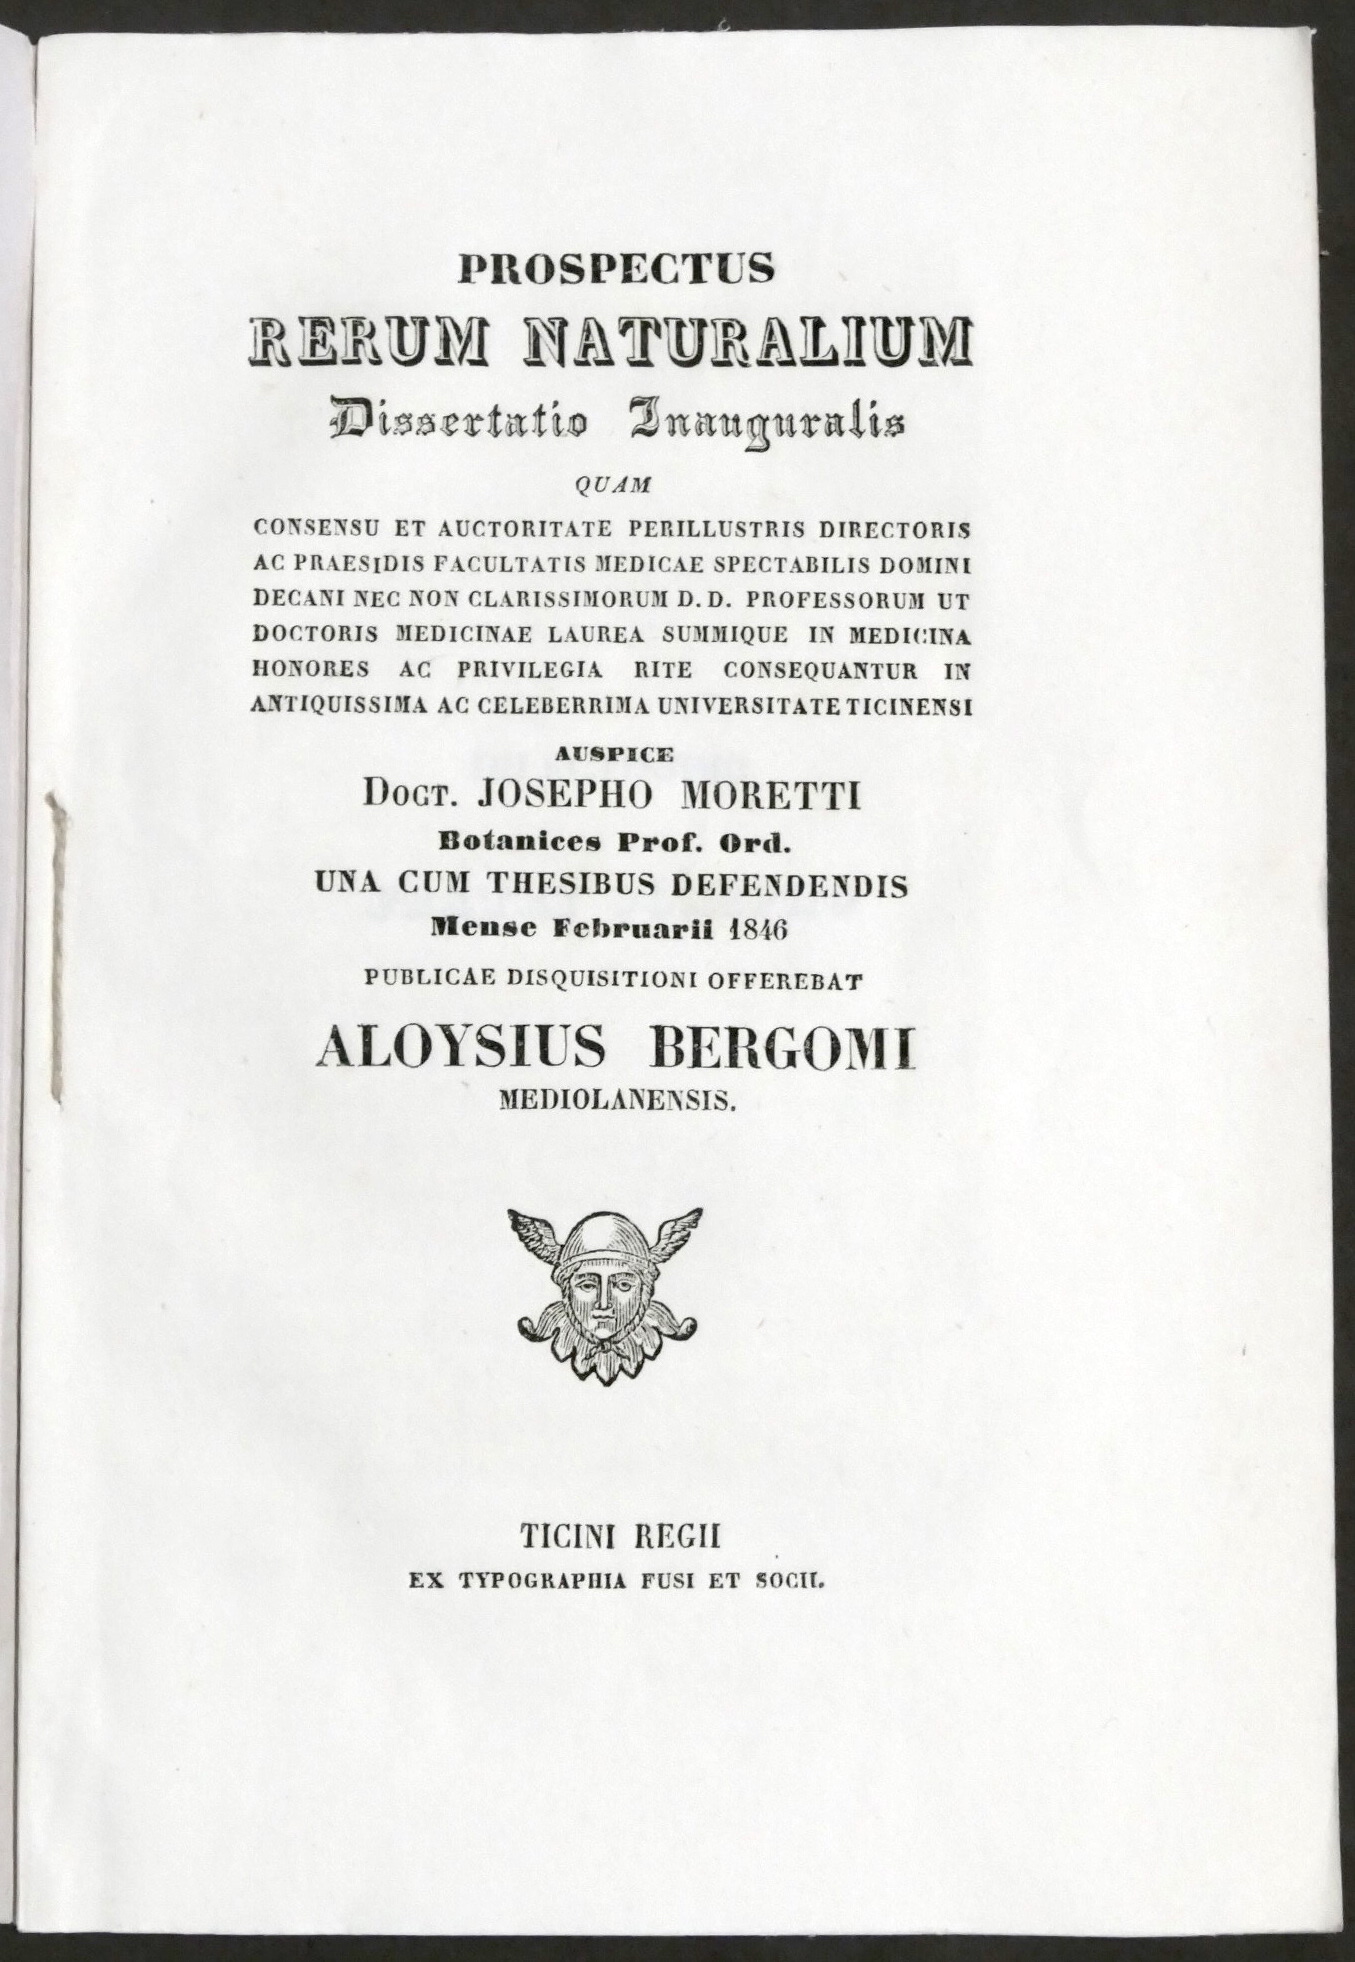 PROSPECTUS
RERUM NATURALIUM
Dissertatio Inauguralis
QUAM
CONSENSU ET AUCTORITATE PERILLUSTRIS DIRECTORIS
AC PRAESIDIS FACULTATIS MEDICAE SPECTABILIS DOMINI
DECANI NEC NON CLARISSIMORUM D. D. PROFESSORUM UT
DOCTORIS MEDICINAE LAUREA SUMMIQUE IN MEDICINA
HONORES AC PRIVILEGIA RITE CONSEQUANTUR IN
ANTIQUISSIMA AC CELEBERRIMA UNIVERSITATE TICINENSI
AUSPICE
DOCT. JOSEPHO MORETTI
Botanices Prof. Ord.
UNA CUM THESIBUS DEFENDENDIS
Mense Februarii 1846
PUBLICAE DISQUISITIONI OFFEREBAT
ALOYSIUS BERGOMI
MEDIOLANENSIS.
TICINI REGII
EX TYPOGRAPHIA FUSI ET SOCII.